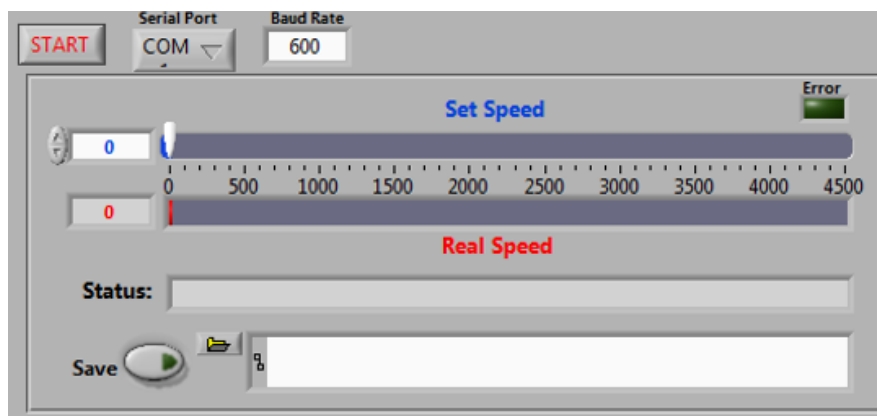 Serial Port
Baud Rate
START
COM
600
Error
Set Speed
0
0 500 1000 1500 2000 2500 3000 3500 4000 4500
0
Real Speed
Status:
Save